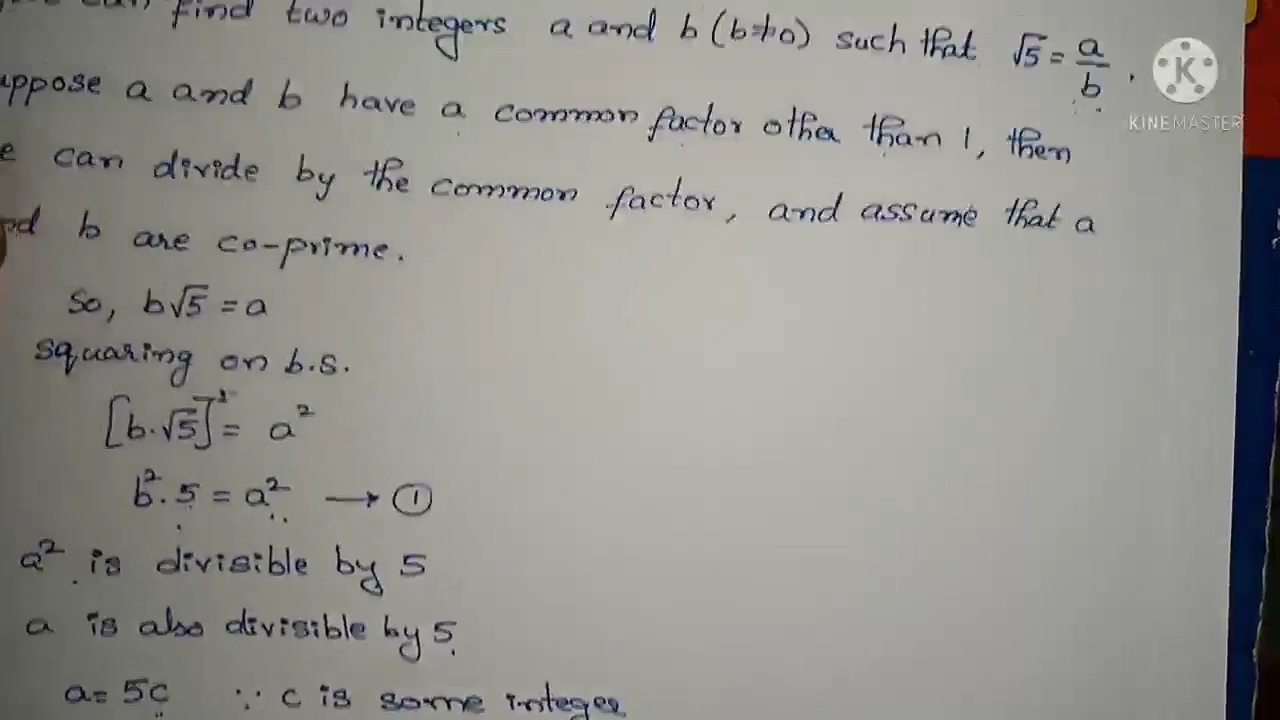 can find two integers a and b (b≠0) such that √5 = a/b.
uppose a and b have a common factor other than 1, then
e can divide by the common factor, and assume that a
nd b are co-prime.
So, b√5 = a
squaring on b.s.
[b.√5]² = a²
b².5 = a² → ①
a² is divisible by 5
a is also divisible by 5.
a = 5c ∵ c is some integer
K
KINEMASTER